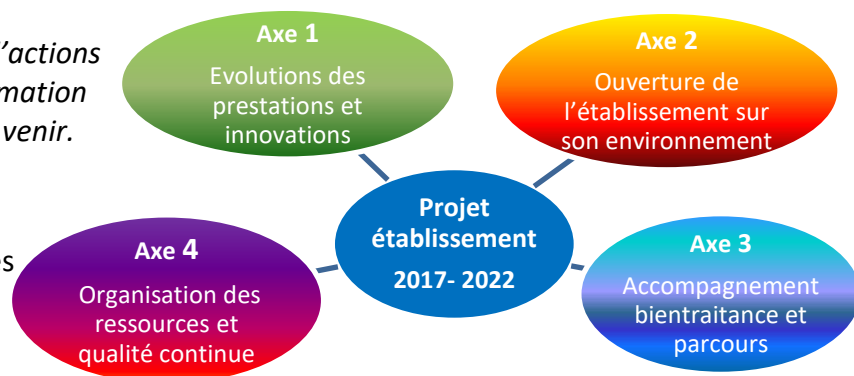 'actions
mation
venir.
es
Axe 1
Evolutions des
prestations et
innovations
Axe 2
Ouverture de
l'établissement sur
son environnement
Projet
établissement
2017- 2022
Axe 4
Organisation des
ressources et
qualité continue
Axe 3
Accompagnement
bientraitance et
parcours